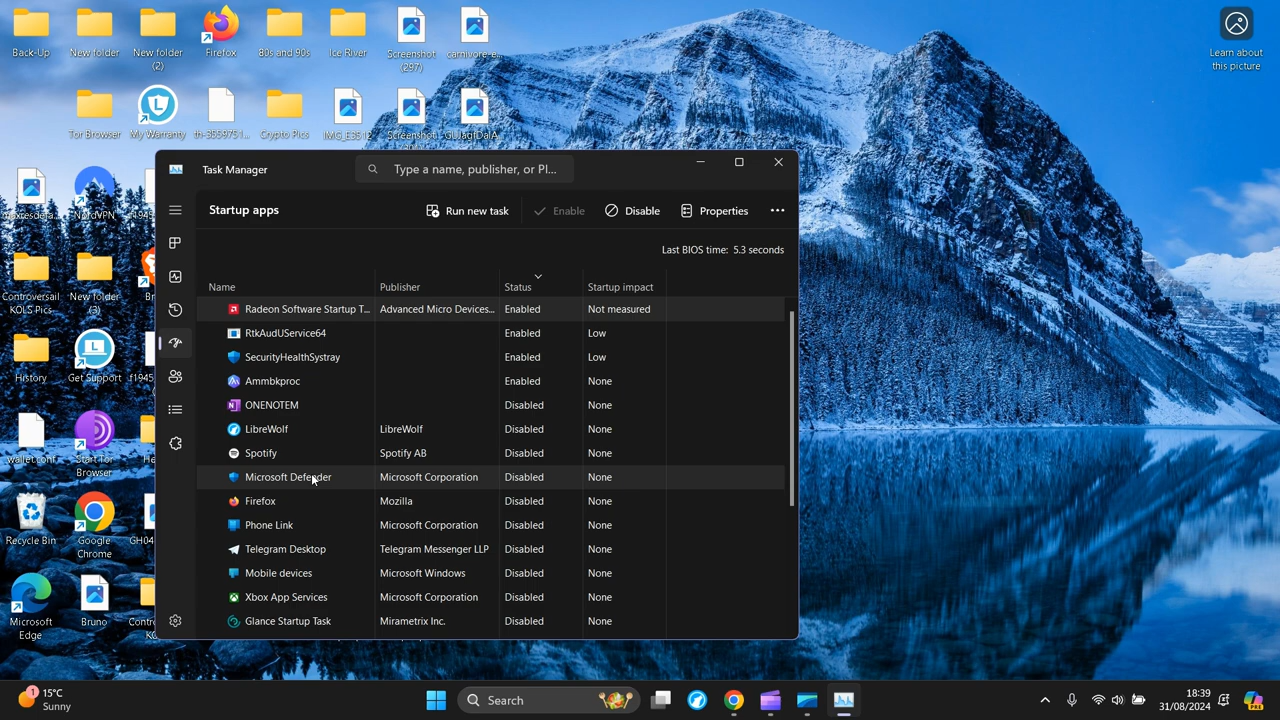 Back-Up
New folder
New folder
(2)
Firefox
80s and 90s
Ice River
Screenshot
(297)
carnivore-e...
Learn about
this picture
Tor Browser
My Warranty
Crypto Pics
Screenshot
NordVPN
Controversail
KOLS Pics
New folder
(3)
History
Get Support
wallet.conf
Start Tor
Browser
Recycle Bin
Google
Chrome
Microsoft
Edge
Bruno
Task Manager
Type a name, publisher, or Pl...
Startup apps
Run new task
Enable
Disable
Properties
Last BIOS time: 5.3 seconds
Name Publisher Status Startup impact
Radeon Software Startup T... Advanced Micro Devices... Enabled Not measured
RtkAudUService64 Enabled Low
SecurityHealthSystray Enabled Low
Ammbkproc Enabled None
ONENOTEM Disabled None
LibreWolf LibreWolf Disabled None
Spotify Spotify AB Disabled None
Microsoft Defender Microsoft Corporation Disabled None
Firefox Mozilla Disabled None
Phone Link Microsoft Corporation Disabled None
Telegram Desktop Telegram Messenger LLP Disabled None
Mobile devices Microsoft Windows Disabled None
Xbox App Services Microsoft Corporation Disabled None
Glance Startup Task Mirametrix Inc. Disabled None
1
15°C
Sunny
Search
18:39
31/08/2024